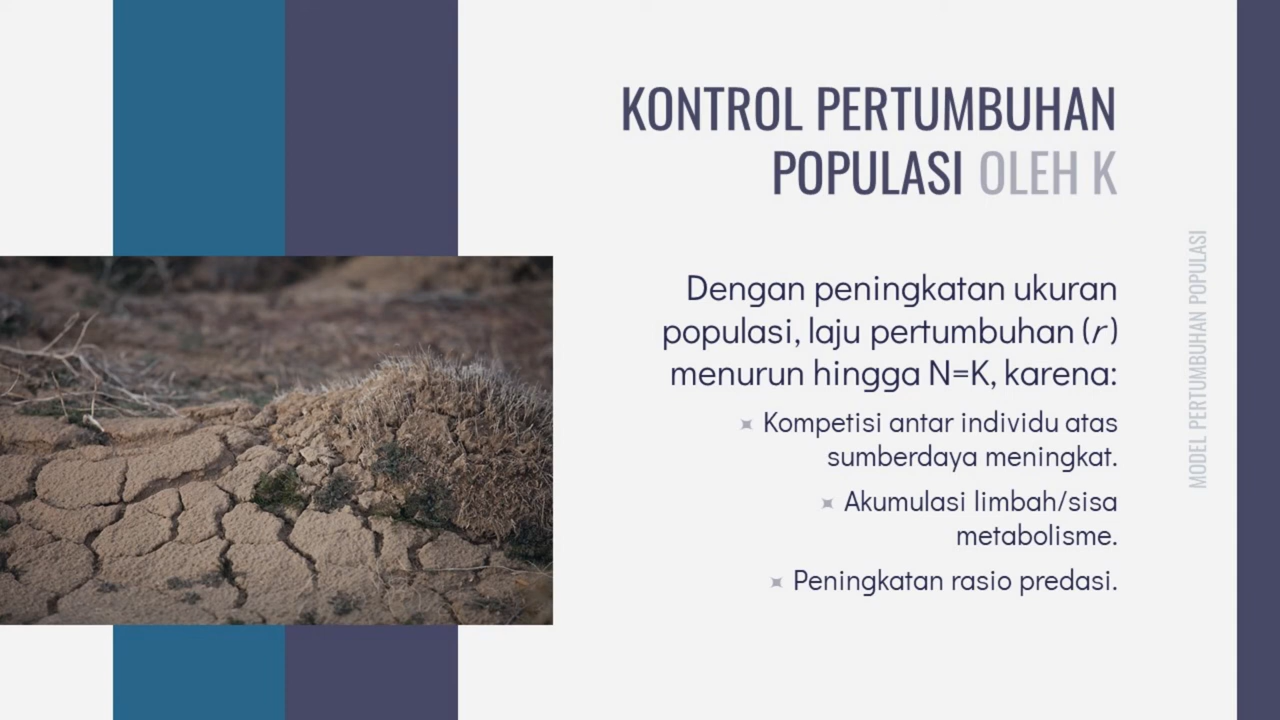 KONTROL PERTUMBUHAN
POPULASI OLEH K
Dengan peningkatan ukuran
populasi, laju pertumbuhan (r)
menurun hingga N=K, karena:
Kompetisi antar individu atas
sumberdaya meningkat.
Akumulasi limbah/sisa
metabolisme.
Peningkatan rasio predasi.
MODEL PERTUMBUHAN POPULASI